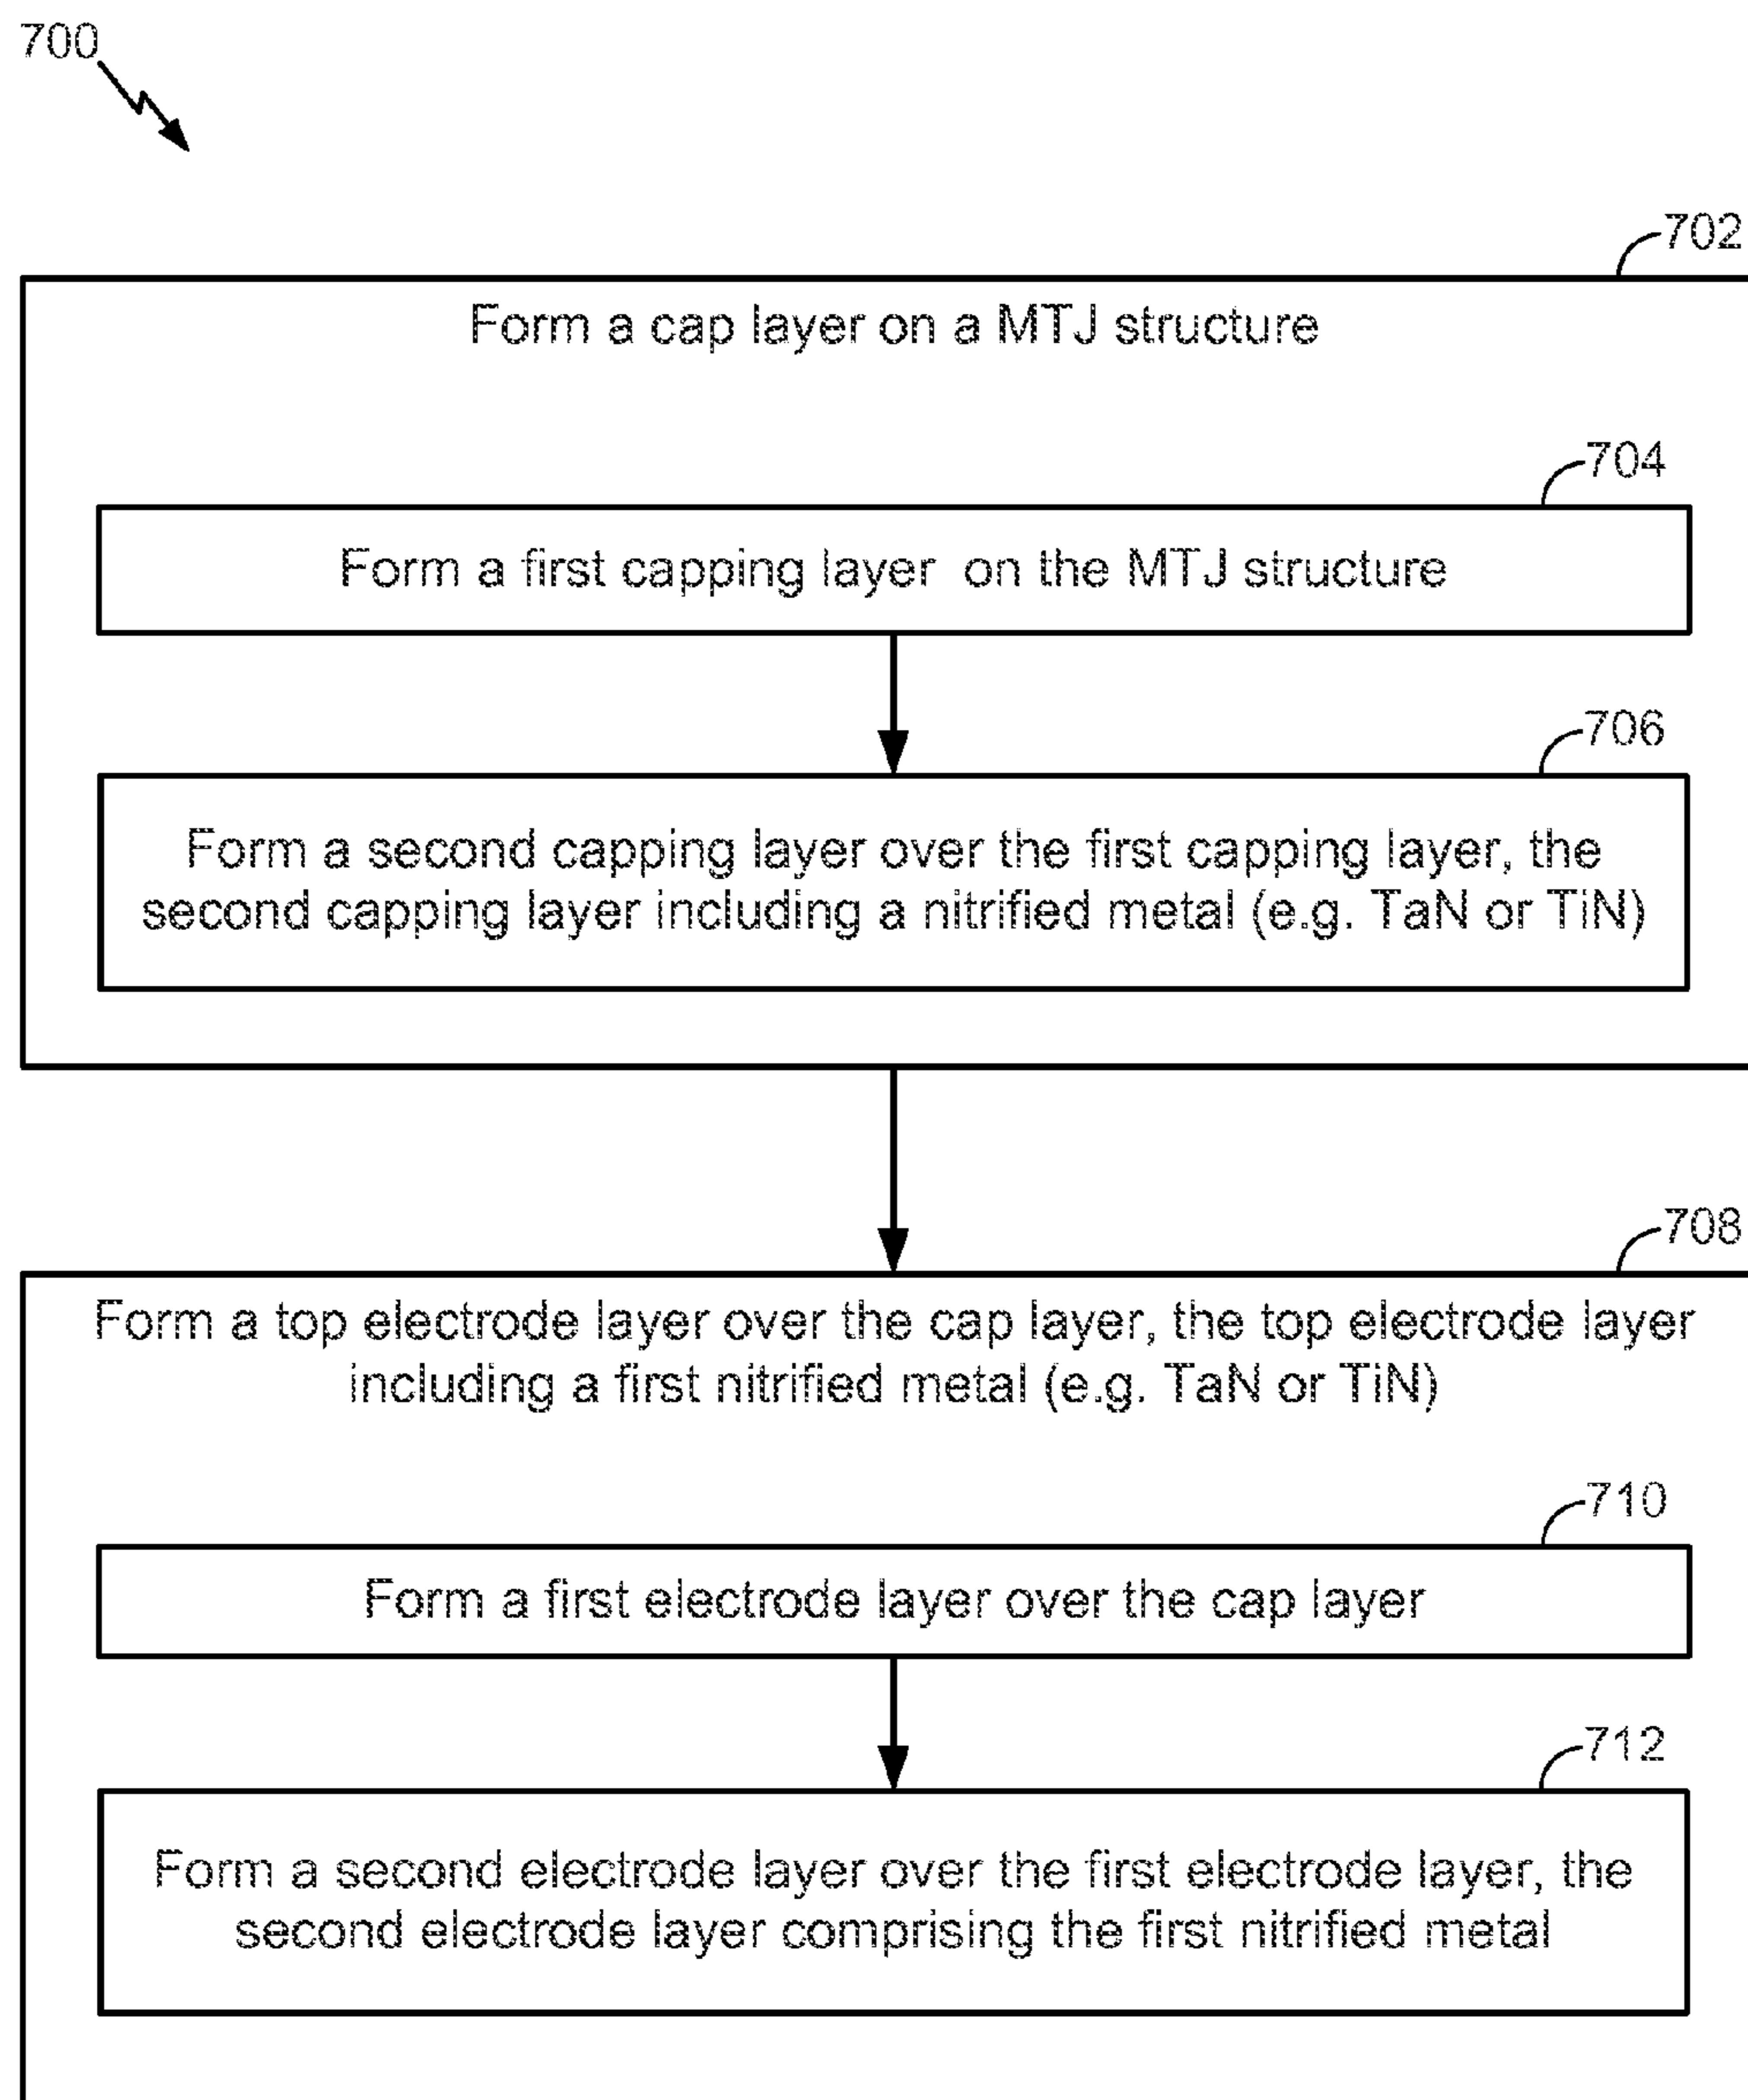 700
702
Form a cap layer on a MTJ structure
704
Form a first capping layer on the MTJ structure
706
Form a second capping layer over the first capping layer, the
second capping layer including a nitrified metal (e.g. TaN or TiN)
708
Form a top electrode layer over the cap layer, the top electrode layer
including a first nitrified metal (e.g. TaN or TiN)
710
Form a first electrode layer over the cap layer
712
Form a second electrode layer over the first electrode layer, the
second electrode layer comprising the first nitrified metal